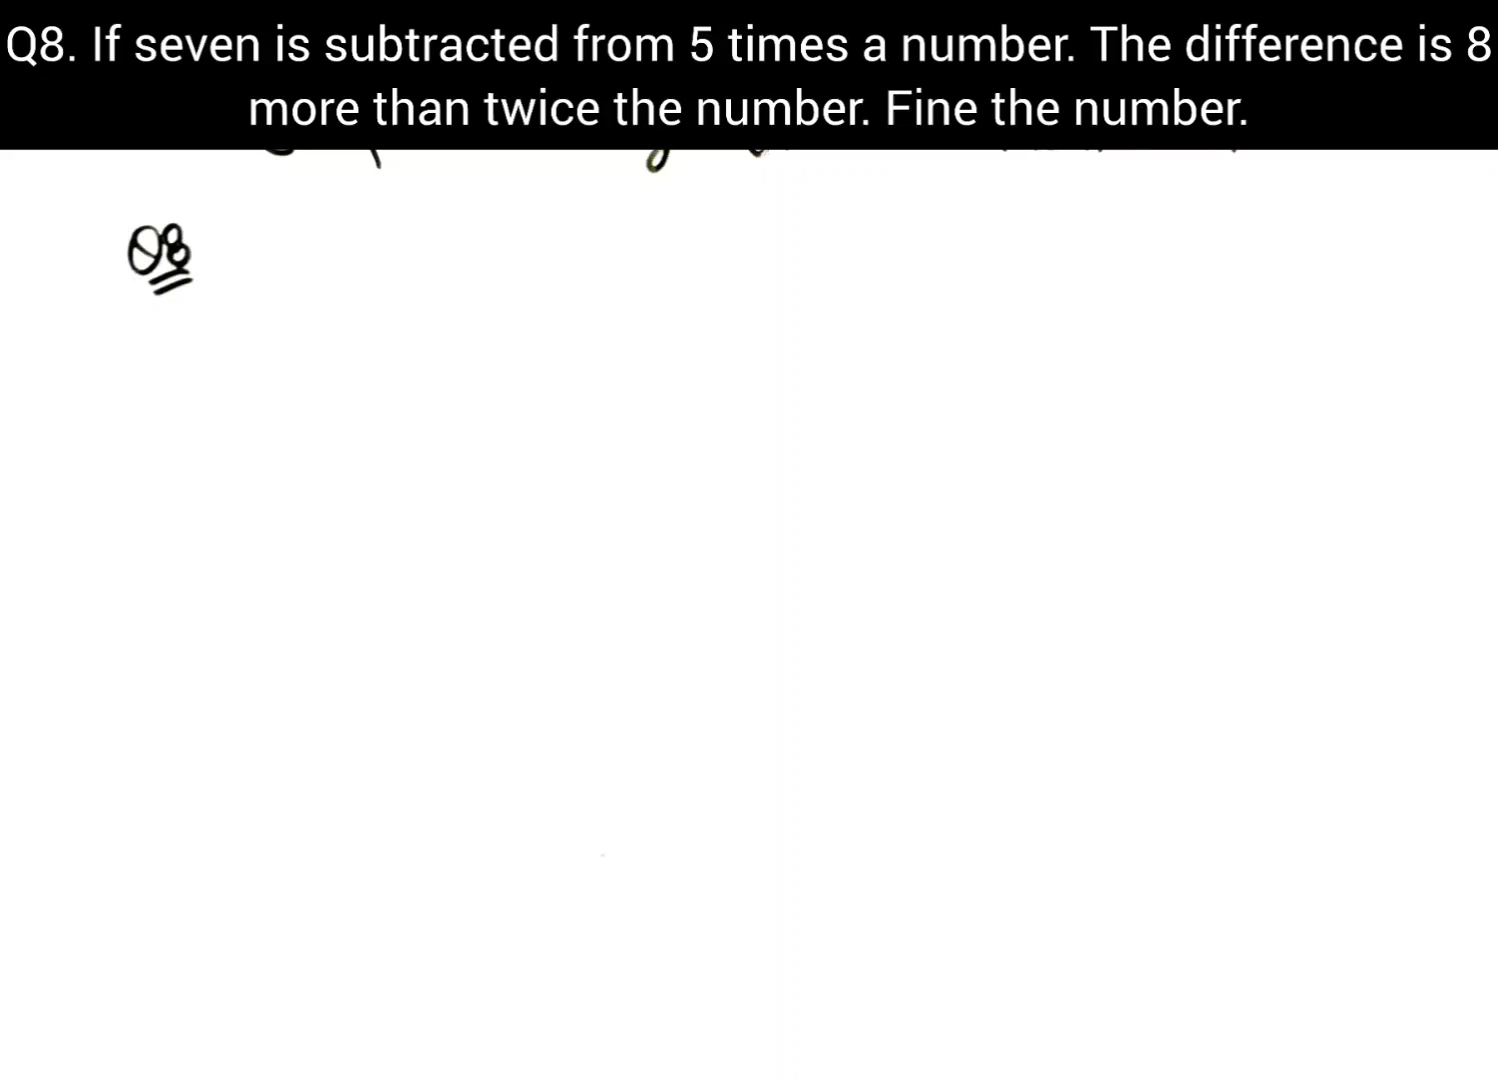 Q8. If seven is subtracted from 5 times a number. The difference is 8
more than twice the number. Fine the number.
Q8